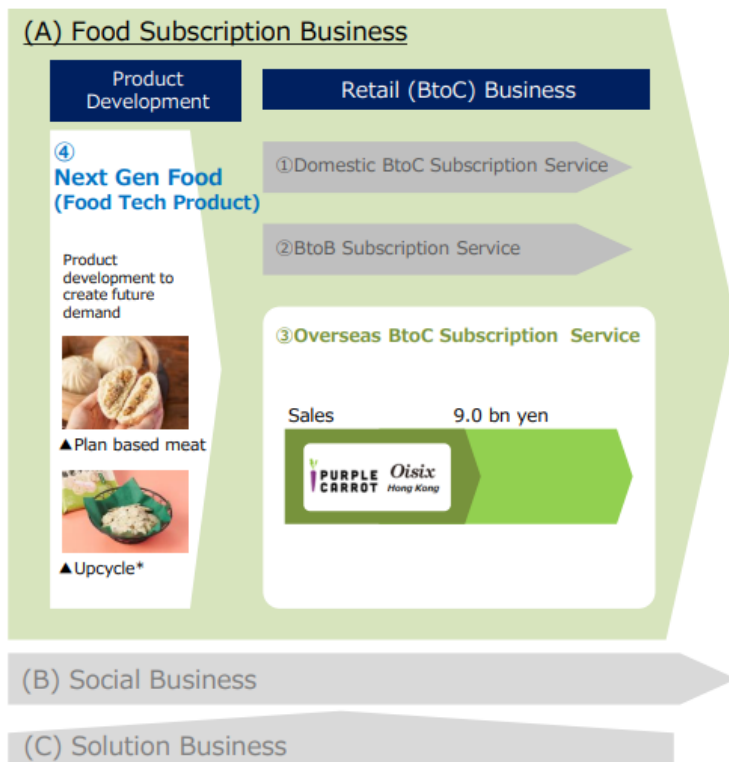 (A) Food Subscription Business
Product
Development
Retail (BtoC) Business
④
Next Gen Food
(Food Tech Product)
Product
development to
create future
demand
▲Plan based meat
▲Upcycle*
①Domestic BtoC Subscription Service
②BtoB Subscription Service
③Overseas BtoC Subscription Service
Sales 9.0 bn yen
PURPLE
CARROT
Oisix
Hong Kong
(B) Social Business
(C) Solution Business